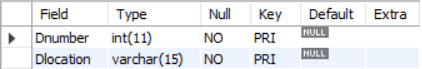 Field Type Null Key Default Extra
Dnumber int(11) NO PRI NULL
Dlocation varchar(15) NO PRI NULL